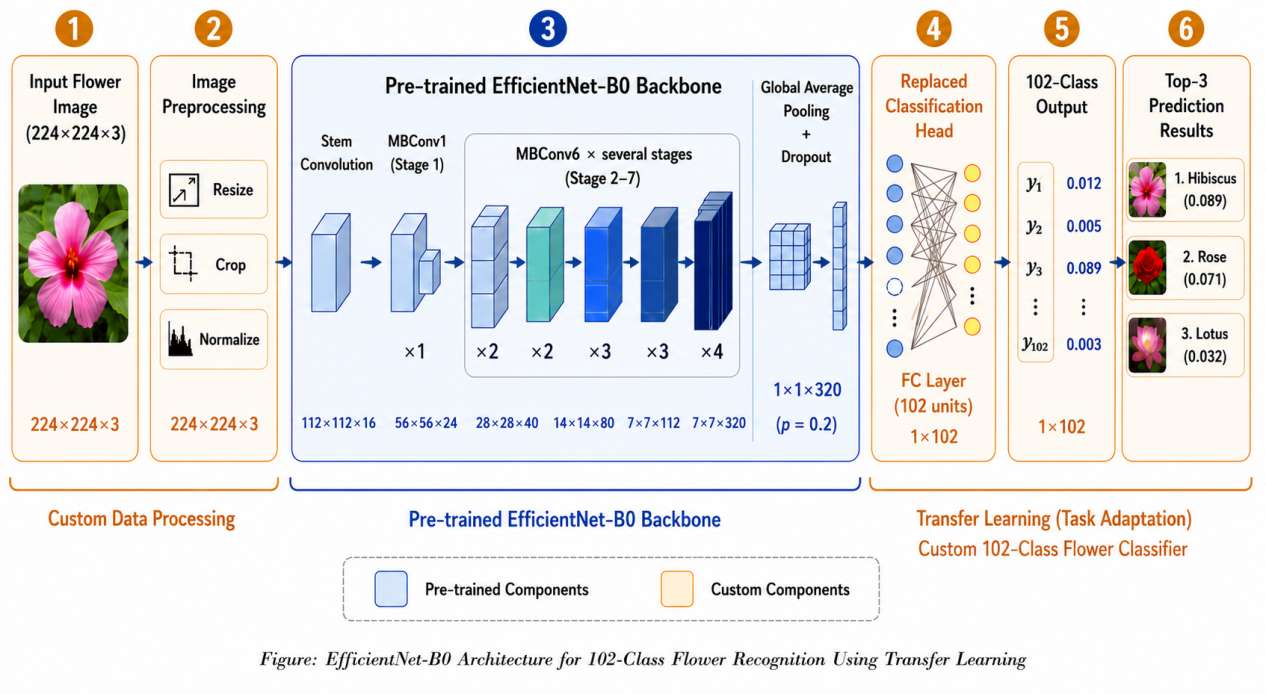 1
2
3
4
5
6
Input Flower
Image
(224×224×3)
224×224×3
Image
Preprocessing
Resize
Crop
Normalize
224×224×3
Pre-trained EfficientNet-B0 Backbone
Stem
Convolution
MBConv1
(Stage 1)
MBConv6 × several stages
(Stage 2–7)
×1
×2
×2
×3
×3
×4
112×112×16
56×56×24
28×28×40
14×14×80
7×7×112
7×7×320
Global Average
Pooling
+
Dropout
1×1×320
(p = 0.2)
Replaced
Classification
Head
⋮
⋮
FC Layer
(102 units)
1×102
102-Class
Output
y1 0.012
y2 0.005
y3 0.089
⋮ ⋮
y102 0.003
1×102
Top-3
Prediction
Results
1. Hibiscus
(0.089)
2. Rose
(0.071)
3. Lotus
(0.032)
Custom Data Processing
Pre-trained EfficientNet-B0 Backbone
Transfer Learning (Task Adaptation)
Custom 102-Class Flower Classifier
Pre-trained Components
Custom Components
Figure: EfficientNet-B0 Architecture for 102-Class Flower Recognition Using Transfer Learning